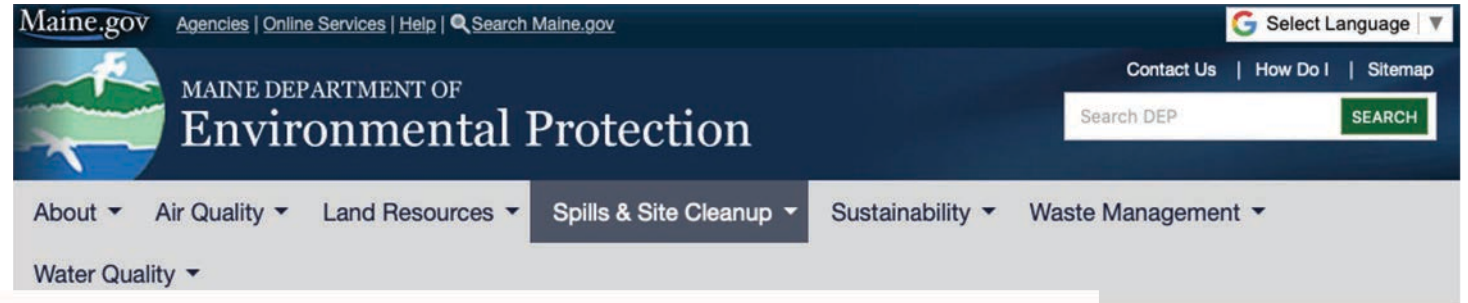 Maine.gov Agencies | Online Services | Help | Search Maine.gov Select Language ▼
Contact Us | How Do I | Sitemap
MAINE DEPARTMENT OF
Environmental Protection
Search DEP SEARCH
About Air Quality Land Resources Spills & Site Cleanup Sustainability Waste Management
Water Quality